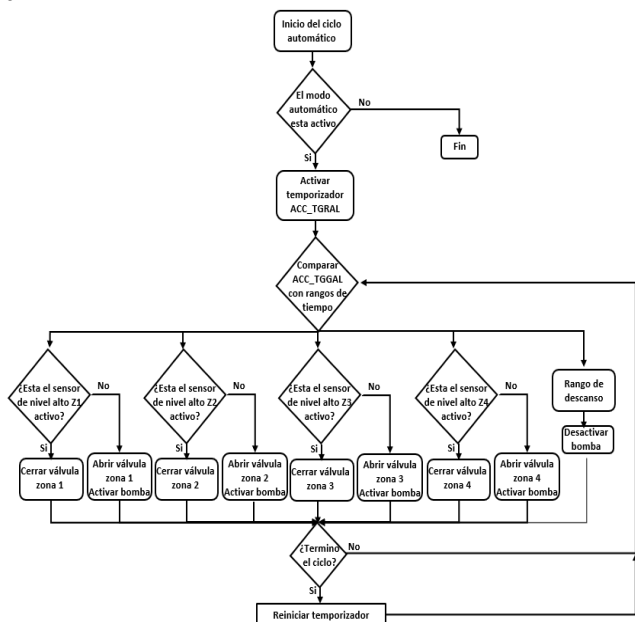 Inicio del ciclo
automático
El modo
automático
esta activo
No
Fin
Si
Activar
temporizador
ACC_TGRAL
Comparar
ACC_TGGAL
con rangos de
tiempo
¿Esta el sensor
de nivel alto Z1
activo?
No
Si
Cerrar válvula
zona 1
Abrir válvula
zona 1
Activar bomba
¿Esta el sensor
de nivel alto Z2
activo?
No
Si
Cerrar válvula
zona 2
Abrir válvula
zona 2
Activar bomba
¿Esta el sensor
de nivel alto Z3
activo?
No
Si
Cerrar válvula
zona 3
Abrir válvula
zona 3
Activar bomba
¿Esta el sensor
de nivel alto Z4
activo?
No
Si
Cerrar válvula
zona 4
Abrir válvula
zona 4
Activar bomba
Rango de
descanso
Desactivar
bomba
¿Termino
el ciclo?
No
Si
Reiniciar temporizador